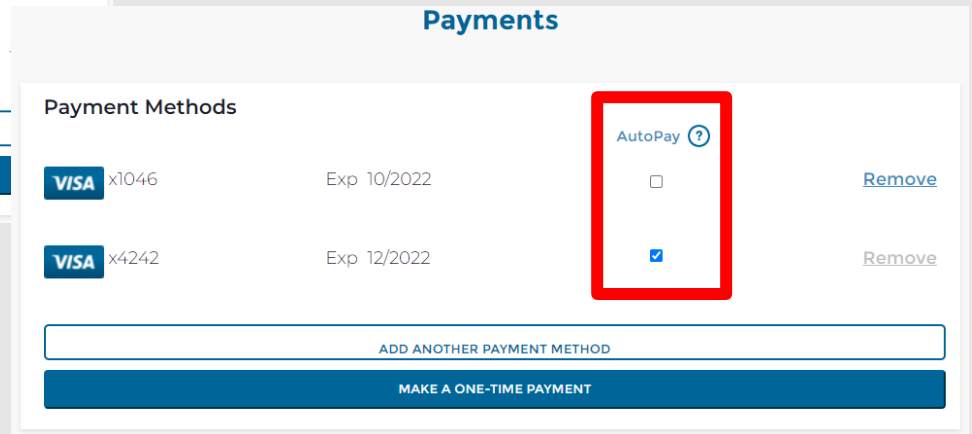 Payments
Payment Methods
AutoPay ?
VISA x1046 Exp 10/2022 Remove
VISA x4242 Exp 12/2022 Remove
ADD ANOTHER PAYMENT METHOD
MAKE A ONE-TIME PAYMENT